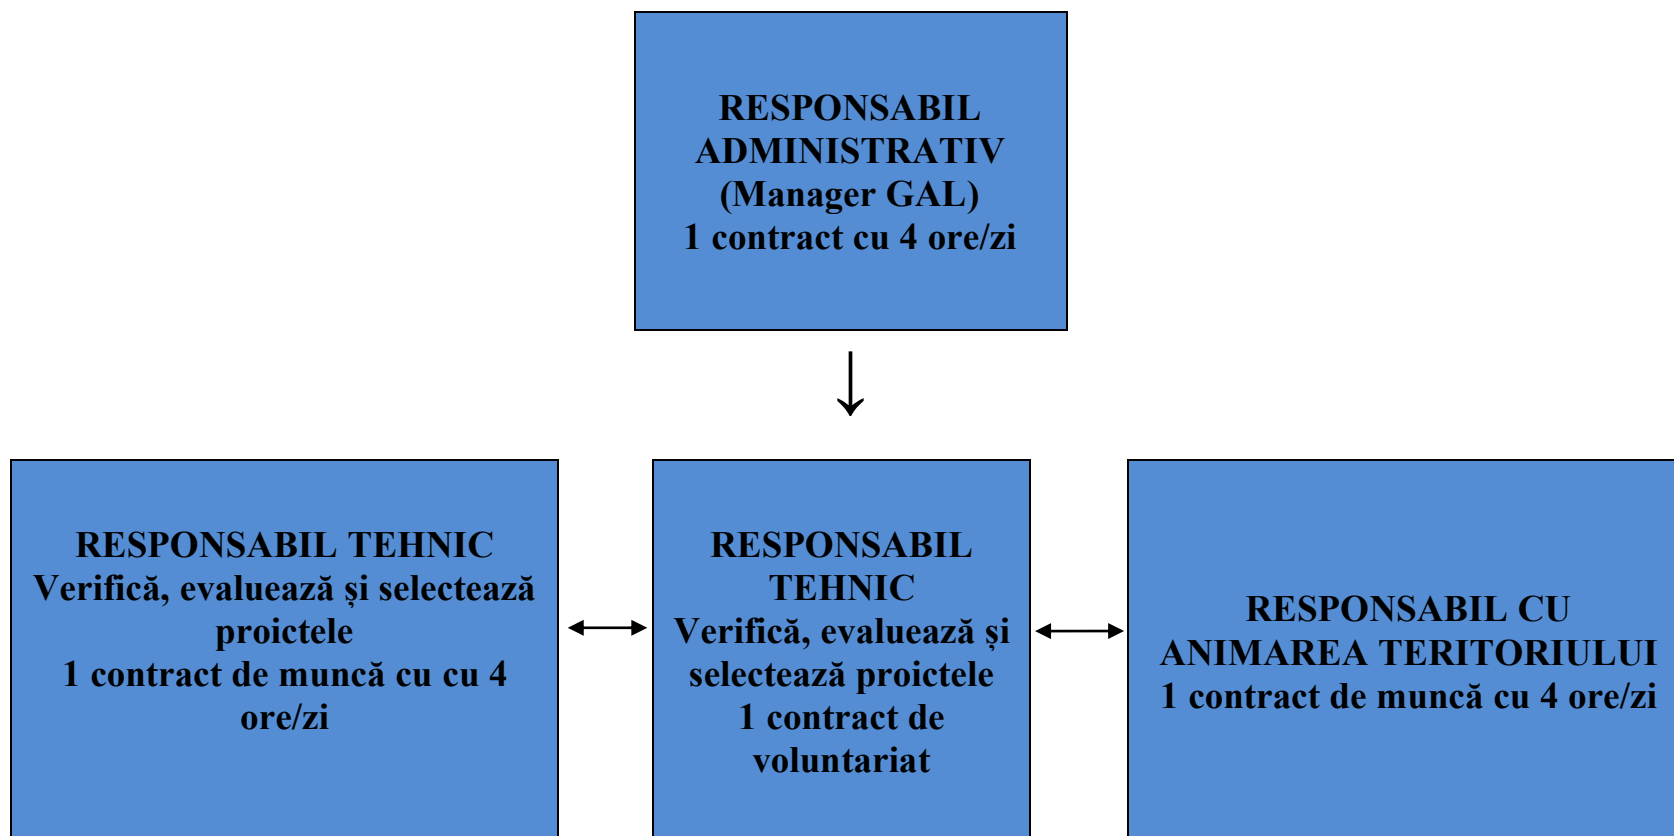 RESPONSABIL
ADMINISTRATIV
(Manager GAL)
1 contract cu 4 ore/zi
RESPONSABIL TEHNIC
Verifică, evaluează și selectează
proictele
1 contract de muncă cu cu 4
ore/zi
RESPONSABIL
TEHNIC
Verifică, evaluează și
selectează proictele
1 contract de
voluntariat
RESPONSABIL CU
ANIMAREA TERITORIULUI
1 contract de muncă cu 4 ore/zi